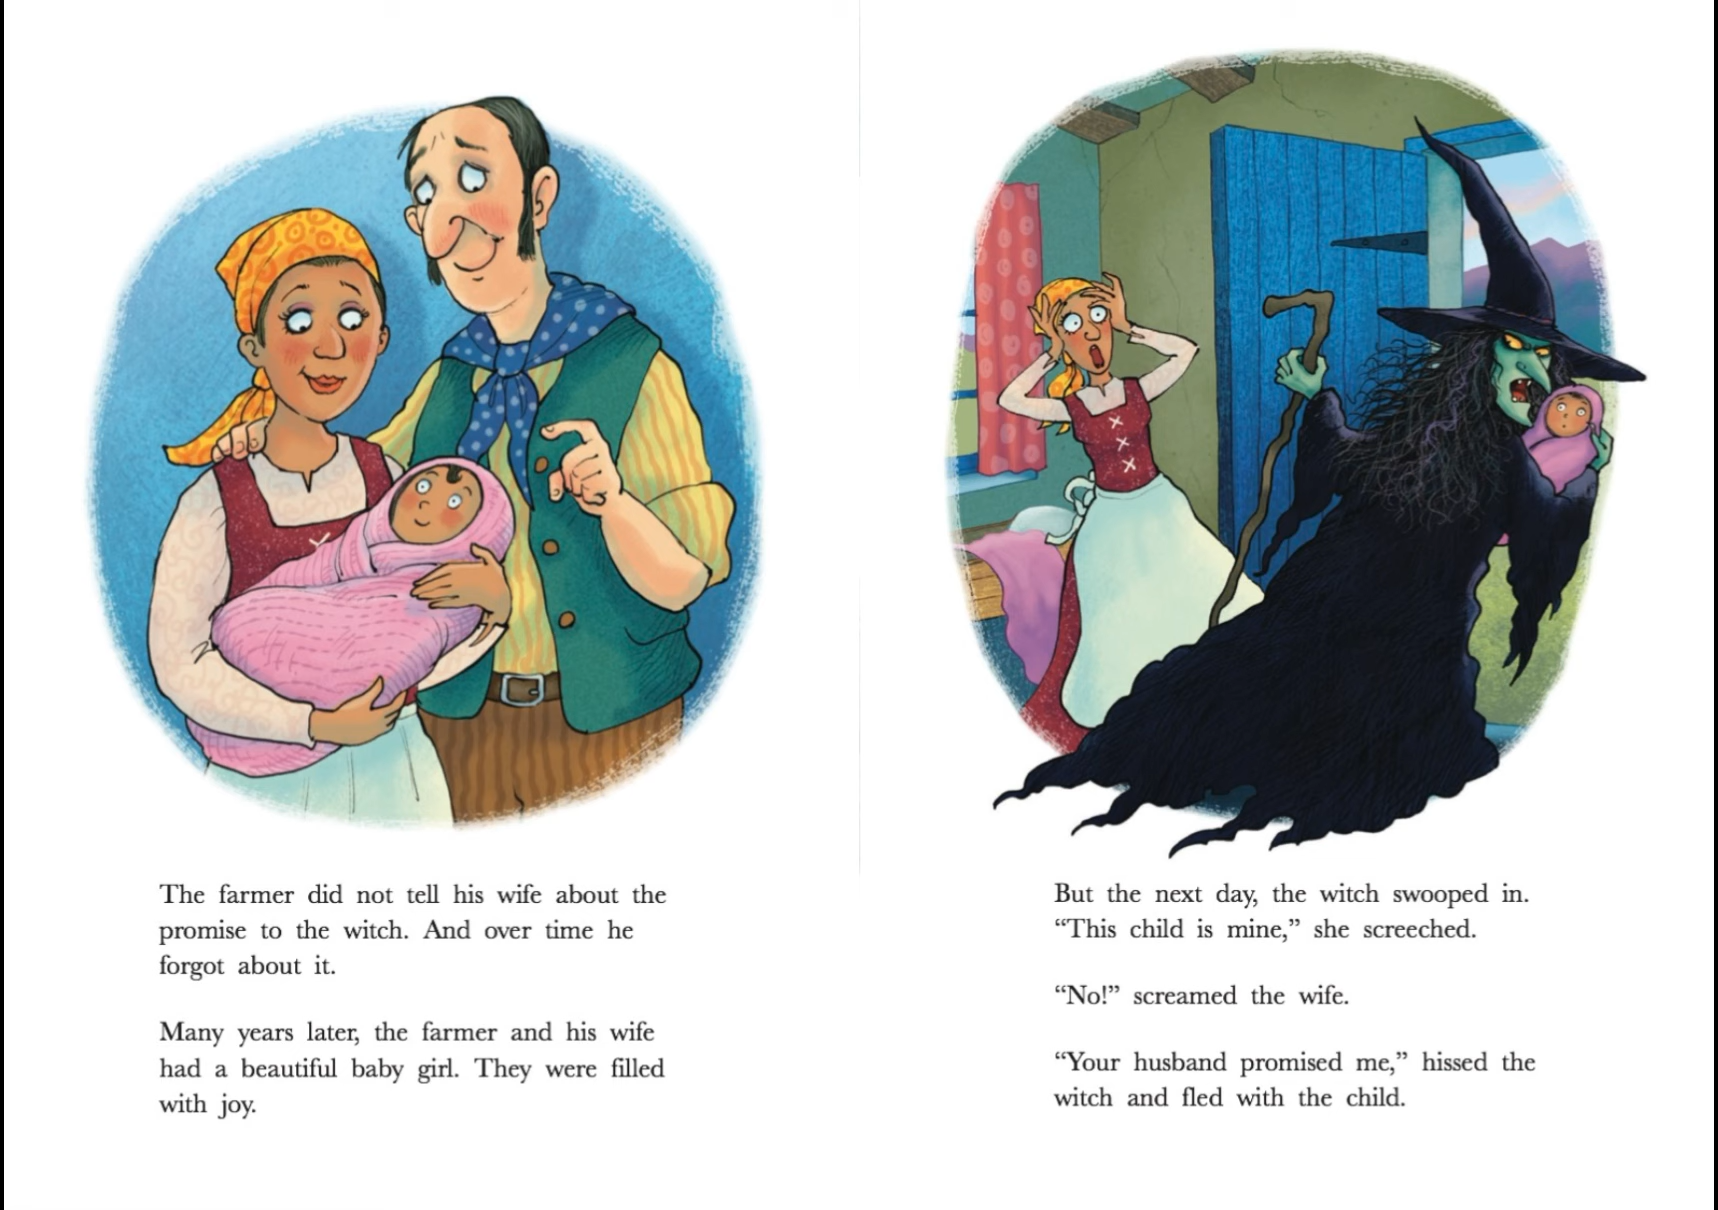 The farmer did not tell his wife about the
promise to the witch. And over time he
forgot about it.
Many years later, the farmer and his wife
had a beautiful baby girl. They were filled
with joy.
But the next day, the witch swooped in.
“This child is mine,” she screeched.
“No!” screamed the wife.
“Your husband promised me,” hissed the
witch and fled with the child.